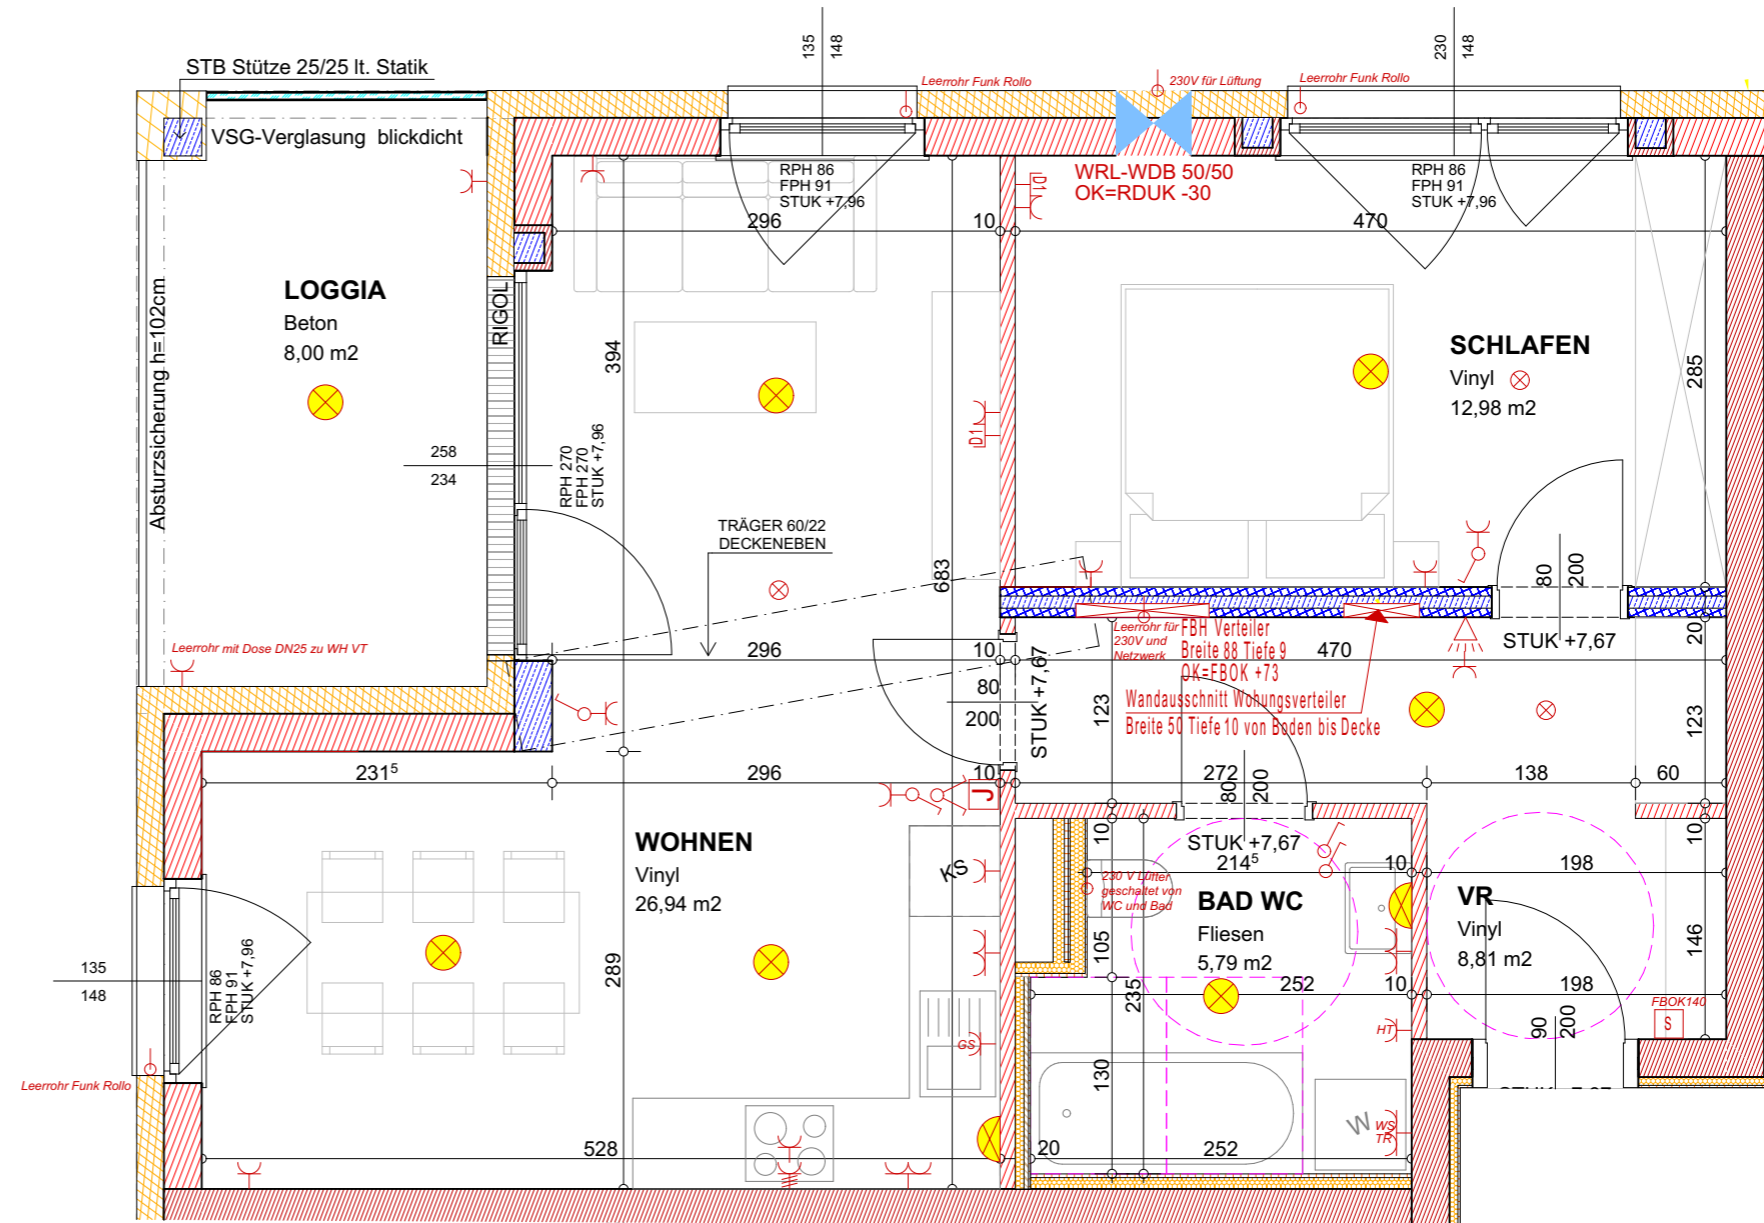 135
148
230
148
STB Stütze 25/25 lt. Statik
Leerrohr Funk Rollo
230V für Lüftung
Leerrohr Funk Rollo
VSG-Verglasung  blickdicht
RPH 86
FPH 91
STUK +7,96
WRL-WDB 50/50
OK=RDUK -30
D1
RPH 86
FPH 91
STUK +7,96
296
10
470
LOGGIA
Beton
8,00 m2
RIGOL
Absturzsicherung h=102cm
394
SCHLAFEN
Vinyl
12,98 m2
285
D1
258
234
RPH 270
FPH 270
STUK +7,96
TRÄGER 60/22
DECKENEBEN
683
80
200
Leerrohr mit Dose DN25 zu WH VT
296
10
Leerrohr für
230V und
Netzwerk
FBH Verteiler
Breite 88 Tiefe 9
OK=FBOK +73
470
STUK +7,67
20
80
200
STUK +7,67
123
Wandausschnitt Wohungsverteiler
Breite 50 Tiefe 10 von Boden bis Decke
123
231⁵
296
10
272
80
200
138
60
J
WOHNEN
Vinyl
26,94 m2
KS
10
STUK +7,67
214⁵
10
198
10
230 V Lüfter
geschaltet von
WC und Bad
BAD WC
Fliesen
5,79 m2
VR
Vinyl
8,81 m2
105
146
135
148
RPH 86
FPH 91
STUK +7,96
289
235
252
10
198
GS
HT
FBOK140
S
90
200
Leerrohr Funk Rollo
130
W
WS
TR
528
20
252